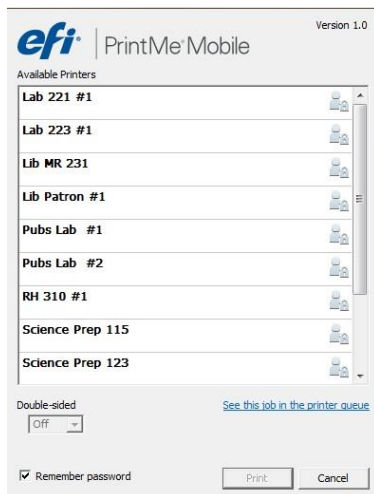 Version 1.0
efi PrintMe Mobile
Available Printers
Lab 221 #1
Lab 223 #1
Lib MR 231
Lib Patron #1
Pubs Lab #1
Pubs Lab #2
RH 310 #1
Science Prep 115
Science Prep 123
Double-sided
See this job in the printer queue
Off
Remember password
Print
Cancel